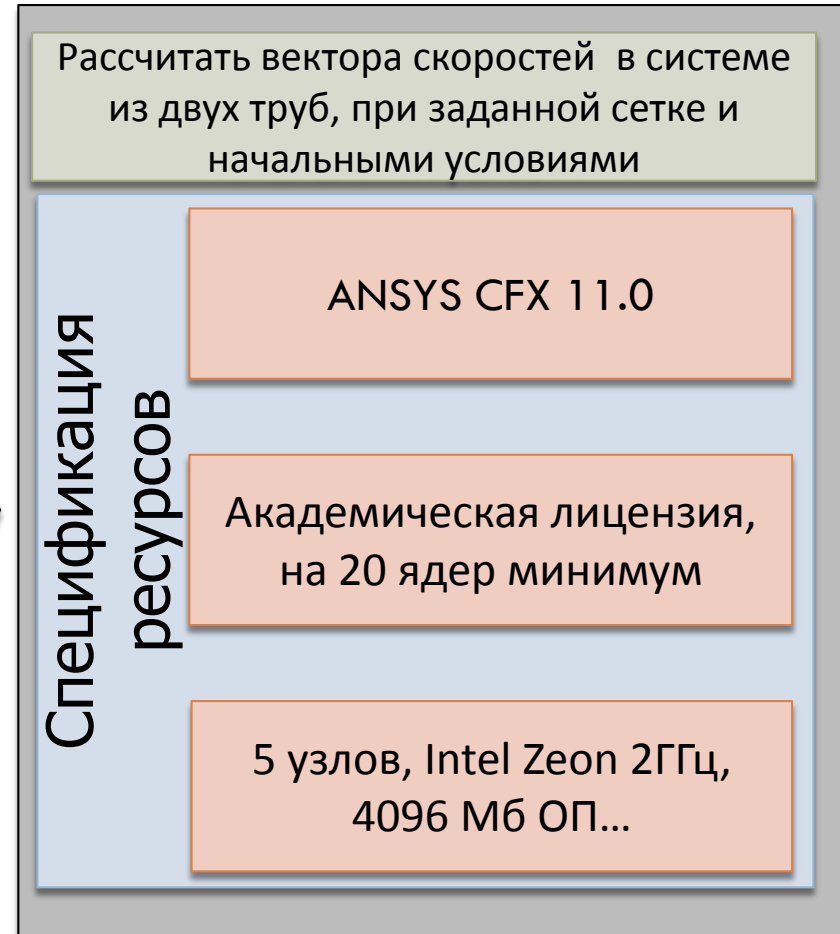 Рассчитать вектора скоростей в системе
из двух труб, при заданной сетке и
начальными условиями
Спецификация
ресурсов
ANSYS CFX 11.0
Академическая лицензия,
на 20 ядер минимум
5 узлов, Intel Zeon 2ГГц,
4096 Мб ОП…